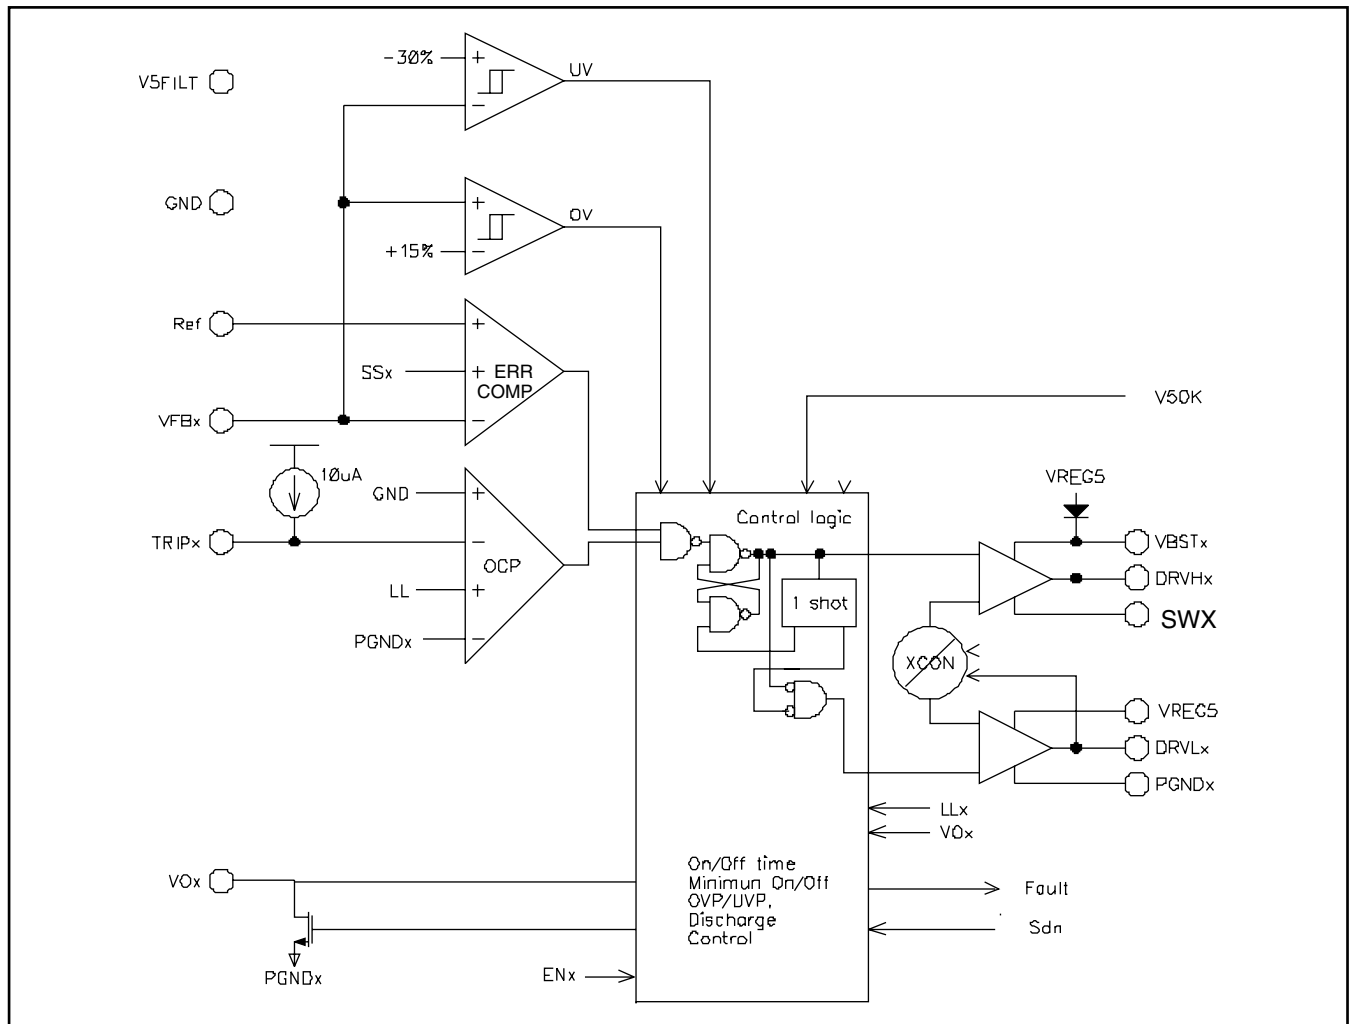 -30%
+
UV
V5FILT
-
GND
+
OV
+15%
-
Ref
+
SSx
+ ERR
COMP
VFBx
-
V5OK
10uA
GND
+
VREG5
Control logic
TRIPx
-
VBSTx
OCP
DRVHx
LL
+
1 shot
SWX
PGNDx
-
XCON
VREG5
DRVLx
PGNDx
LLx
VOx
On/Off time
Minimun On/Off
OVP/UVP,
Discharge
Control
VOx
Fault
Sdn
PGNDx
ENx